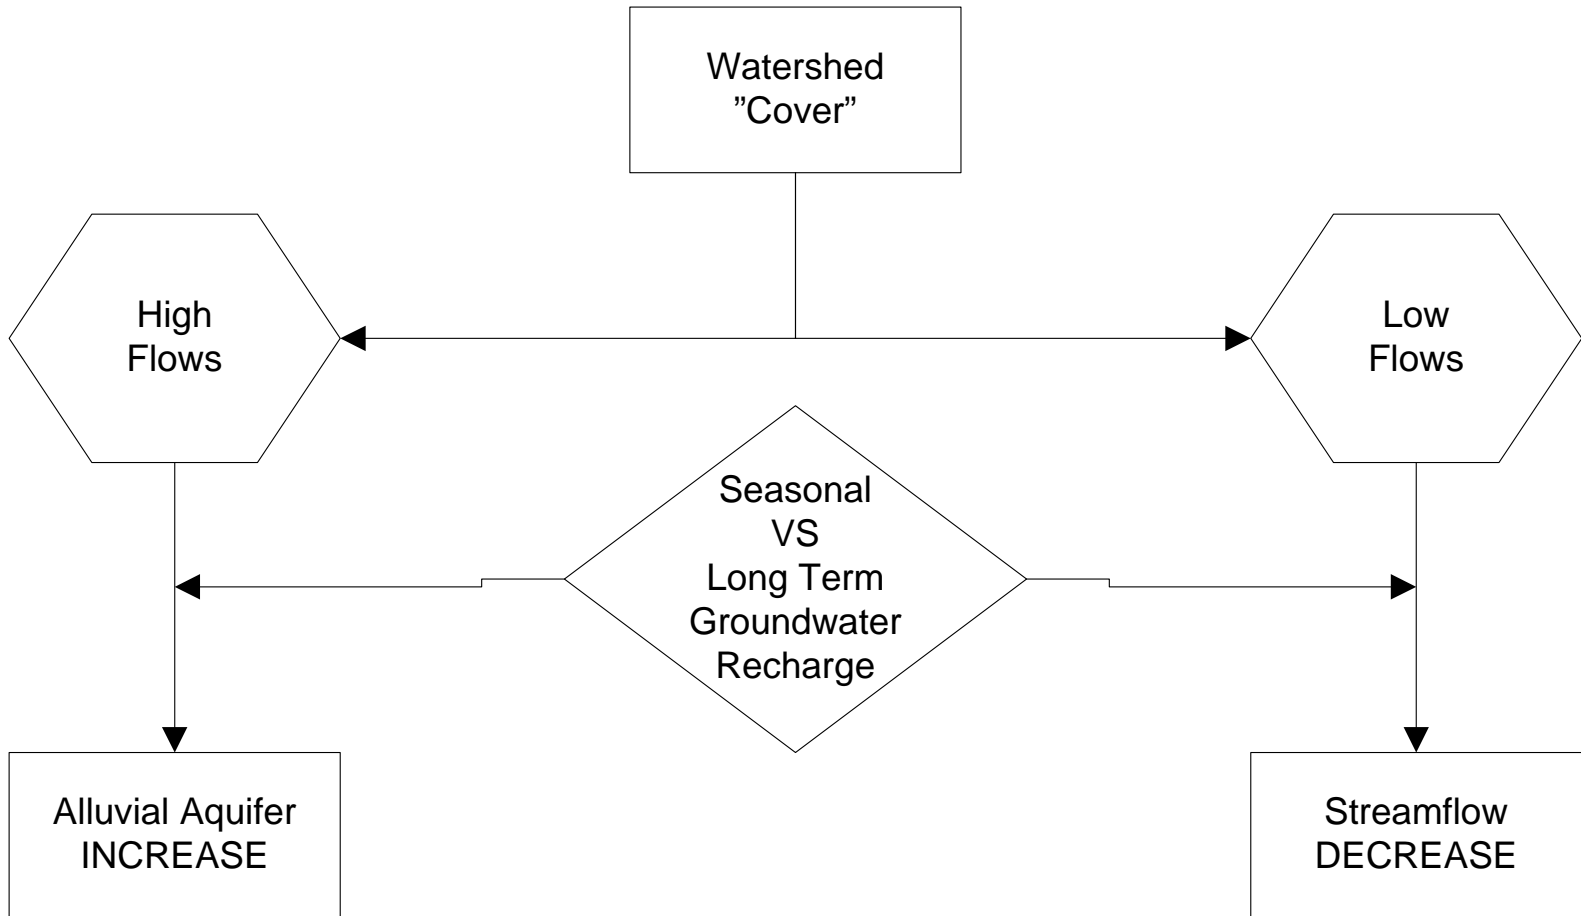 Watershed
”Cover”
High
Flows
Low
Flows
Seasonal
VS
Long Term
Groundwater
Recharge
Alluvial Aquifer
INCREASE
Streamflow
DECREASE